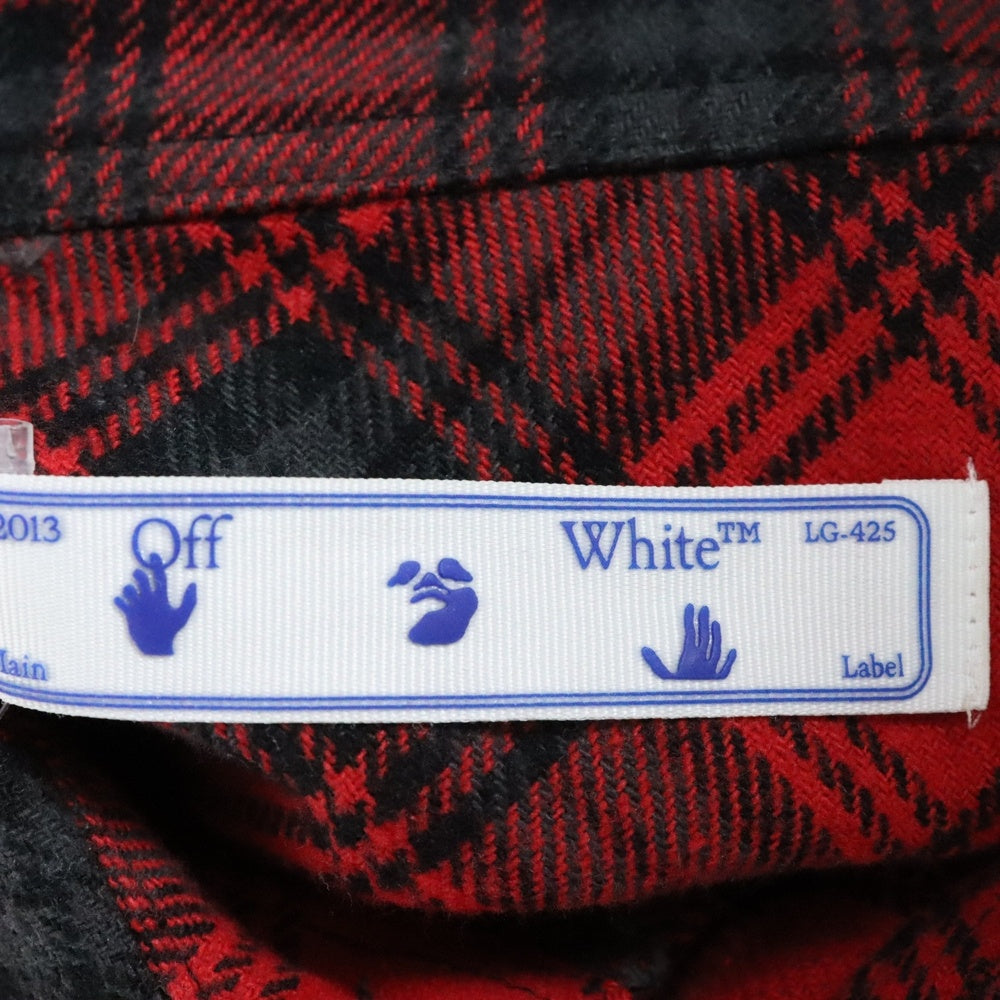 2013 Off White™ LG-425
Main Label